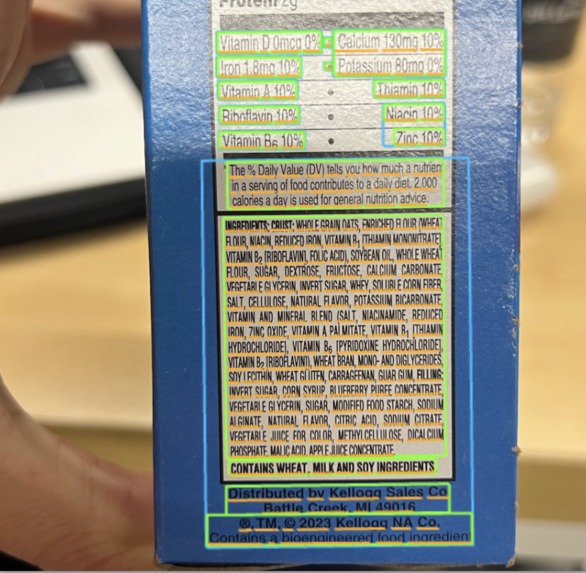 Protein 2g
Vitamin D 0mcg 0% • Calcium 130mg 10%
Iron 1.8mg 10% • Potassium 80mg 0%
Vitamin A 10% • Thiamin 10%
Riboflavin 10% • Niacin 10%
Vitamin B₆ 10% • Zinc 10%
The % Daily Value (DV) tells you how much a nutrien
in a serving of food contributes to a daily diet. 2,000
calories a day is used for general nutrition advice.
INGREDIENTS: CRUST: WHOLE GRAIN OATS, ENRICHED FLOUR (WHEAT
FLOUR, NIACIN, REDUCED IRON, VITAMIN B₁ [THIAMIN MONONITRATE],
VITAMIN B₂ [RIBOFLAVIN], FOLIC ACID), SOYBEAN OIL, WHOLE WHEAT
FLOUR, SUGAR, DEXTROSE, FRUCTOSE, CALCIUM CARBONATE,
VEGETABLE GLYCERIN, INVERT SUGAR, WHEY, SOLUBLE CORN FIBER,
SALT, CELLULOSE, NATURAL FLAVOR, POTASSIUM BICARBONATE,
VITAMIN AND MINERAL BLEND (SALT, NIACINAMIDE, REDUCED
IRON, ZINC OXIDE, VITAMIN A PALMITATE, VITAMIN B₁ [THIAMIN
HYDROCHLORIDE], VITAMIN B₆ [PYRIDOXINE HYDROCHLORIDE],
VITAMIN B₂ [RIBOFLAVIN]), WHEAT BRAN, MONO- AND DIGLYCERIDES,
SOY LECITHIN, WHEAT GLUTEN, CARRAGEENAN, GUAR GUM, FILLING:
INVERT SUGAR, CORN SYRUP, BLUEBERRY PUREE CONCENTRATE,
VEGETABLE GLYCERIN, SUGAR, MODIFIED FOOD STARCH, SODIUM
ALGINATE, NATURAL FLAVOR, CITRIC ACID, SODIUM CITRATE,
VEGETABLE JUICE FOR COLOR, METHYLCELLULOSE, DICALCIUM
PHOSPHATE, MALIC ACID, APPLE JUICE CONCENTRATE.
CONTAINS WHEAT, MILK AND SOY INGREDIENTS
Distributed by Kellogg Sales Co
Battle Creek, MI 49016
®, TM, © 2023 Kellogg NA Co.
Contains a bioengineered food ingredient